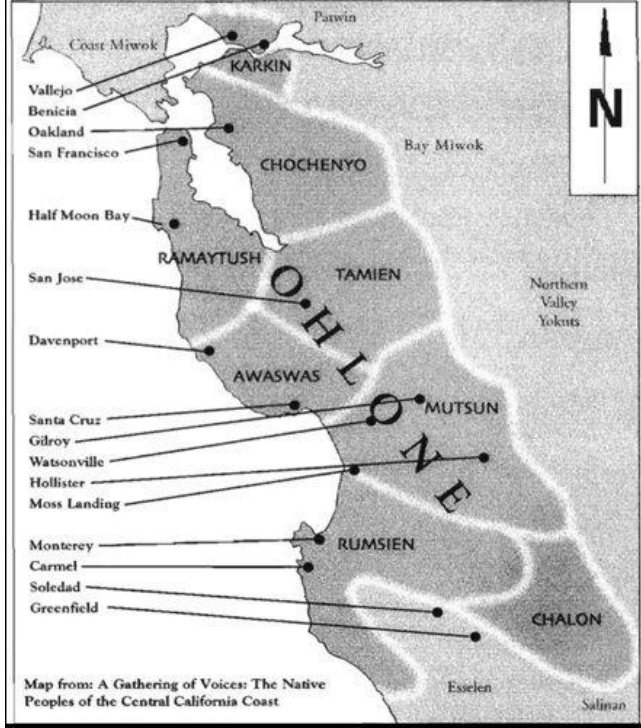 Patwin
Coast Miwok
KARKIN
Vallejo
Benicia
Oakland
San Francisco
N
Bay Miwok
CHOCHENYO
Half Moon Bay
RAMAYTUSH
TAMIEN
San Jose
OHLONE
Northern
Valley
Yokuts
Davenport
AWASWAS
MUTSUN
Santa Cruz
Gilroy
Watsonville
Hollister
Moss Landing
Monterey
RUMSIEN
Carmel
Soledad
Greenfield
CHALON
Esselen
Salinan
Map from: A Gathering of Voices: The Native
Peoples of the Central California Coast